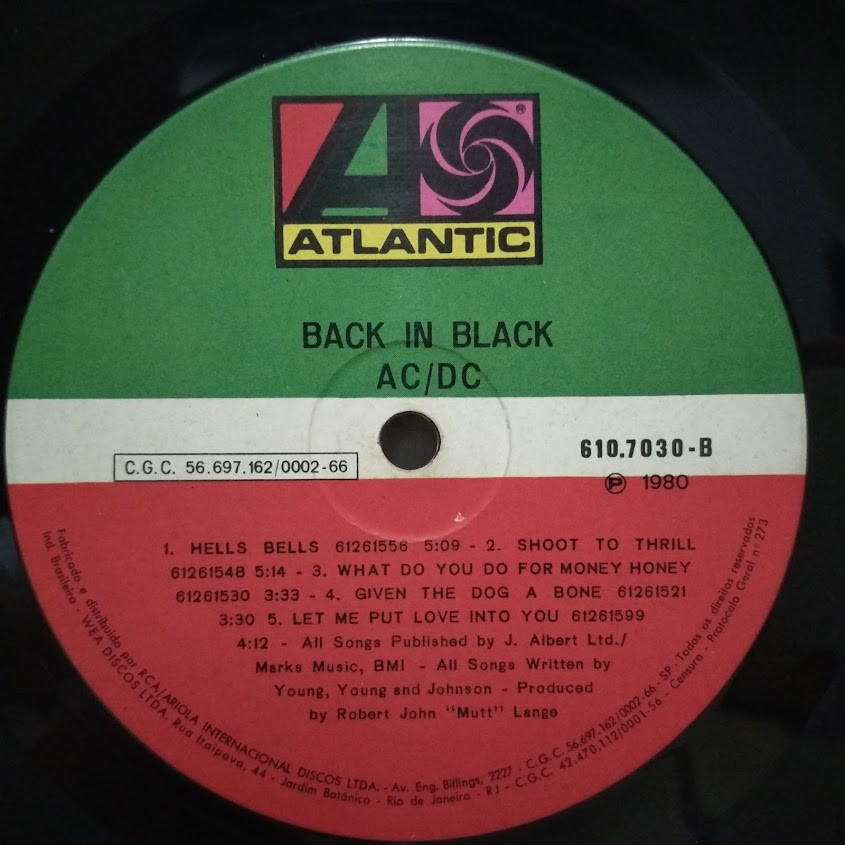 ®
ATLANTIC
BACK IN BLACK
AC/DC
610.7030-B
C.G.C. 56.697.162/0002-66
℗ 1980
1. HELLS BELLS 61261556 5:09 - 2. SHOOT TO THRILL
61261548 5:14 - 3. WHAT DO YOU DO FOR MONEY HONEY
61261530 3:33 - 4. GIVEN THE DOG A BONE 61261521
3:30 5. LET ME PUT LOVE INTO YOU 61261599
4:12 - All Songs Published by J. Albert Ltd./
Marks Music, BMI - All Songs Written by
Young, Young and Johnson - Produced
by Robert John "Mutt" Lange
Fabricado e distribuído por RCA/ARIOLA INTERNACIONAL DISCOS LTDA. - Av. Eng. Billings, 2227 - C.G.C. 56.697.162/0002-66 - SP - Todos os direitos reservados
Ind. Brasileira - WEA DISCOS LTDA. Rua Itaipava, 44 - Jardim Botânico - Rio de Janeiro - RJ - C.G.C. 42.470.112/0001-56 - Censura - Protocolo Geral nº 273